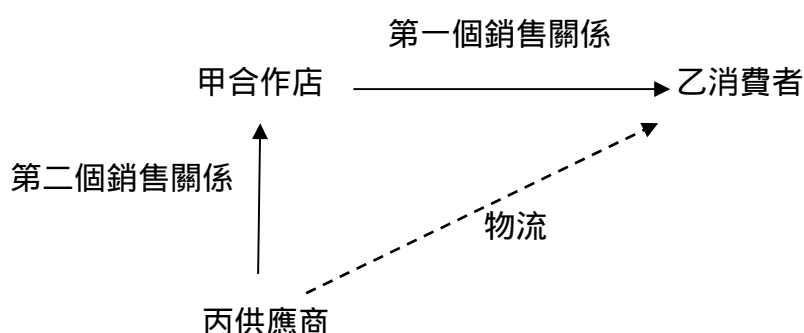 第一個銷售關係
甲合作店
乙消費者
第二個銷售關係
物流
丙供應商